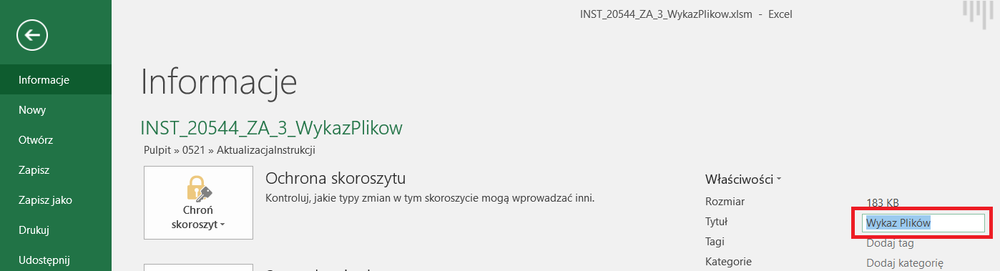 INST_20544_ZA_3_WykazPlikow.xlsm - Excel
Informacje
Nowy
Otwórz
Zapisz
Zapisz jako
Drukuj
Udostępnij
Informacje
INST_20544_ZA_3_WykazPlikow
Pulpit » 0521 » AktualizacjaInstrukcji
Chroń
skoroszyt
Ochrona skoroszytu
Kontroluj, jakie typy zmian w tym skoroszycie mogą wprowadzać inni.
Właściwości
Rozmiar 183 KB
Tytuł Wykaz Plików
Tagi Dodaj tag
Kategorie Dodaj kategorię